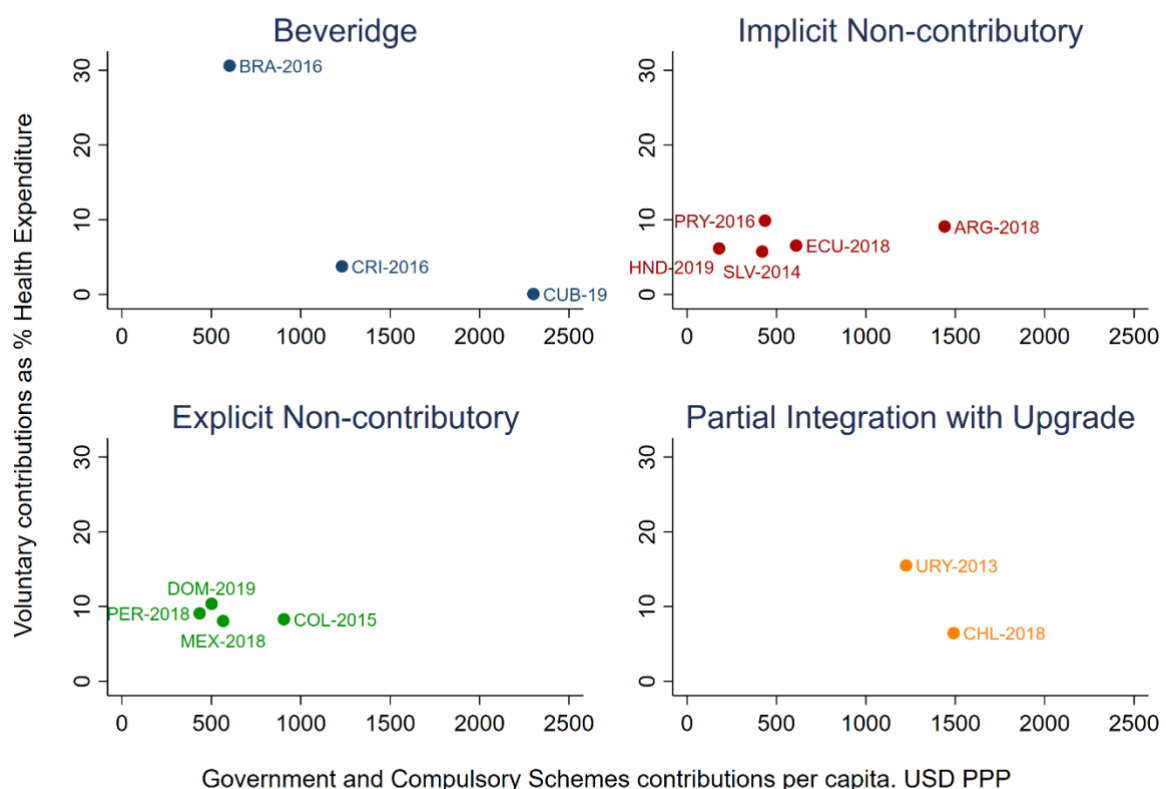 Voluntary contributions as % Health Expenditure
Beveridge
30
20
10
0
BRA-2016
CRI-2016
CUB-19
0 500 1000 1500 2000 2500
Implicit Non-contributory
30
20
10
0
PRY-2016
ARG-2018
ECU-2018
HND-2019
SLV-2014
0 500 1000 1500 2000 2500
Explicit Non-contributory
30
20
10
0
DOM-2019
PER-2018
COL-2015
MEX-2018
0 500 1000 1500 2000 2500
Partial Integration with Upgrade
30
20
10
0
URY-2013
CHL-2018
0 500 1000 1500 2000 2500
Government and Compulsory Schemes contributions per capita. USD PPP